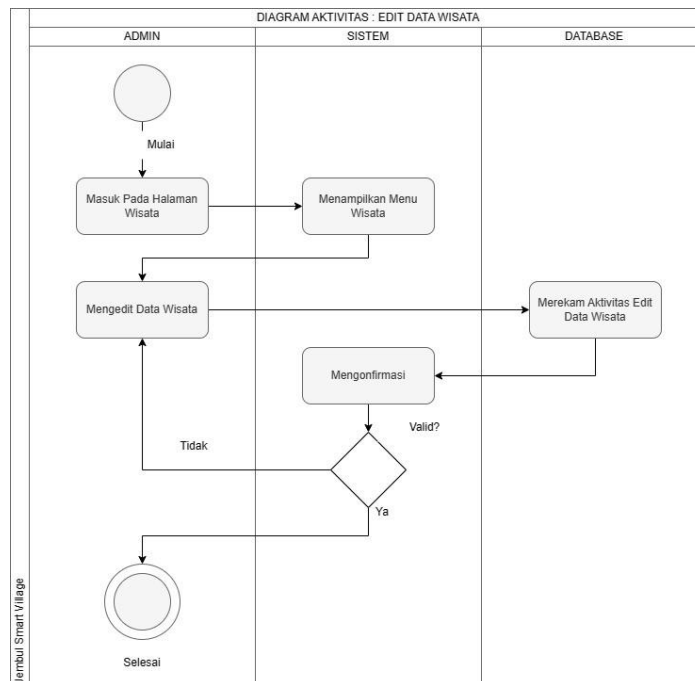 DIAGRAM AKTIVITAS : EDIT DATA WISATA
ADMIN
SISTEM
DATABASE
Mulai
Masuk Pada Halaman
Wisata
Menampilkan Menu
Wisata
Mengedit Data Wisata
Merekam Aktivitas Edit
Data Wisata
Mengonfirmasi
Valid?
Tidak
Ya
Selesai
Jembul Smart Village